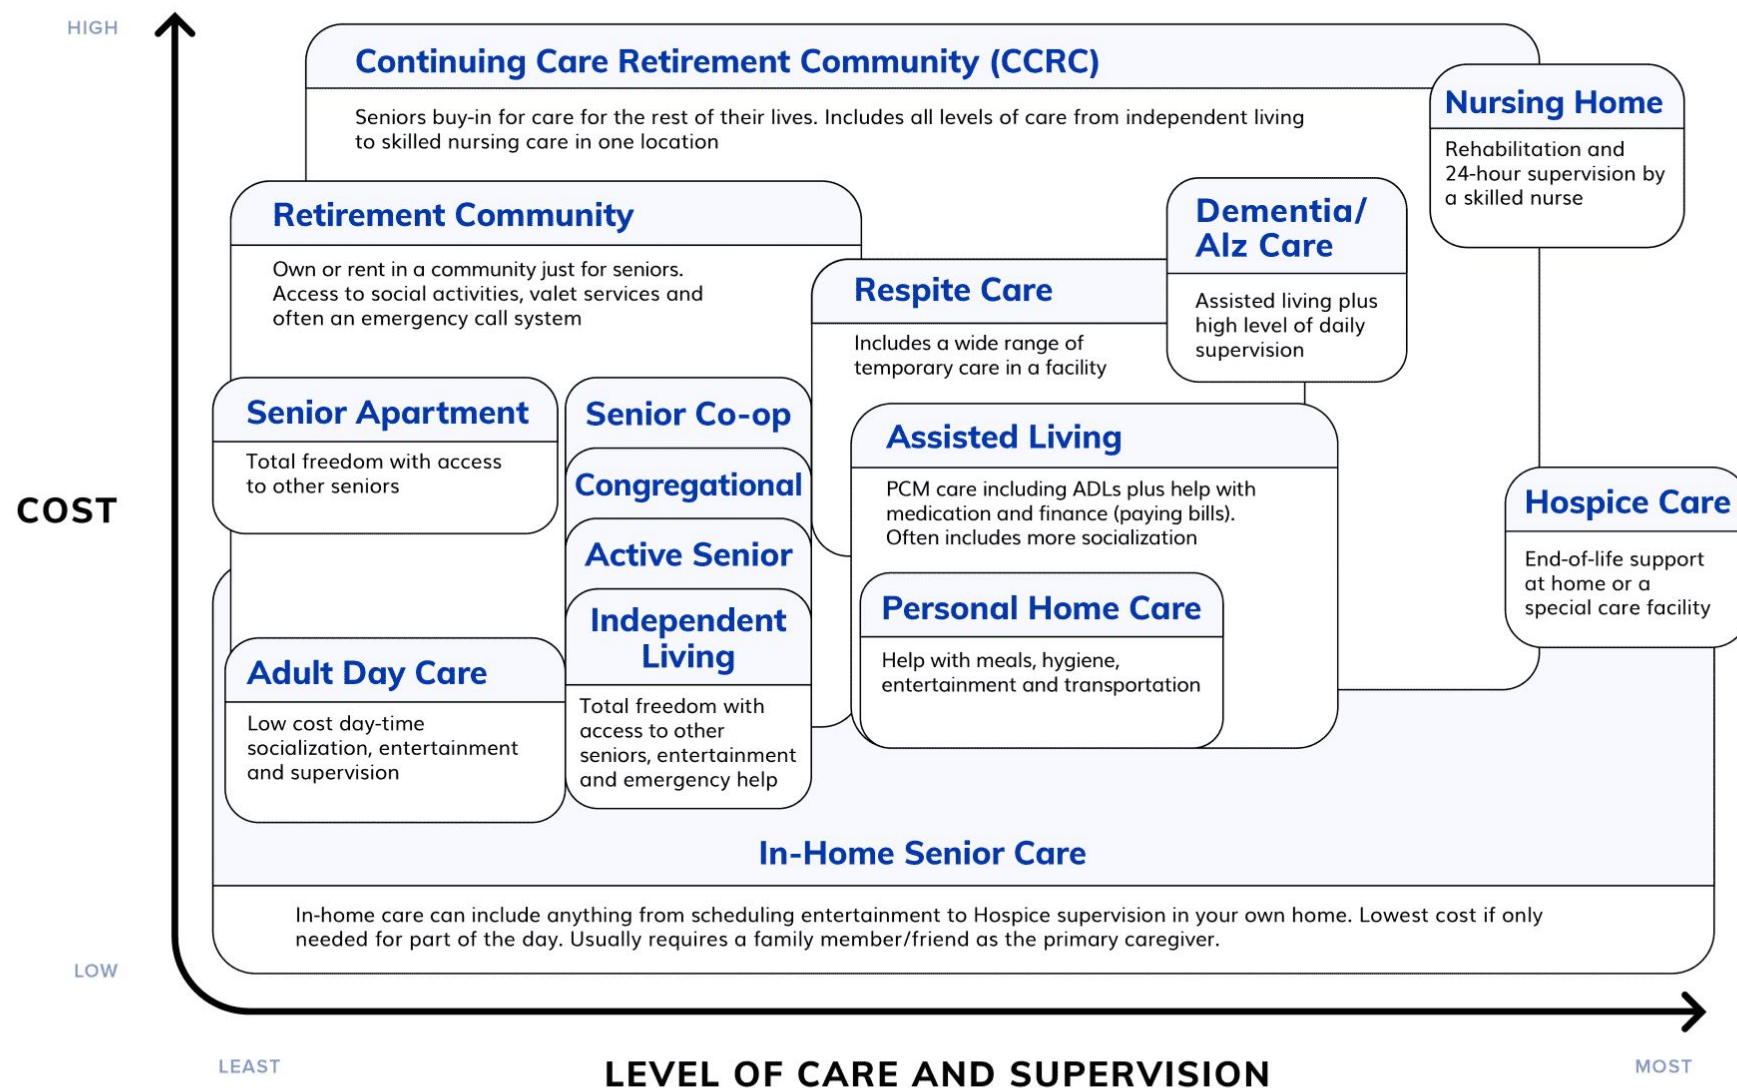 HIGH
Continuing Care Retirement Community (CCRC)
Seniors buy-in for care for the rest of their lives. Includes all levels of care from independent living
to skilled nursing care in one location
Nursing Home
Rehabilitation and
24-hour supervision by
a skilled nurse
Retirement Community
Own or rent in a community just for seniors.
Access to social activities, valet services and
often an emergency call system
Dementia/
Alz Care
Assisted living plus
high level of daily
supervision
Respite Care
Includes a wide range of
temporary care in a facility
Senior Apartment
Total freedom with access
to other seniors
Senior Co-op
Congregational
Active Senior
Independent
Living
Total freedom with
access to other
seniors, entertainment
and emergency help
Assisted Living
PCM care including ADLs plus help with
medication and finance (paying bills).
Often includes more socialization
Personal Home Care
Help with meals, hygiene,
entertainment and transportation
Hospice Care
End-of-life support
at home or a
special care facility
COST
Adult Day Care
Low cost day-time
socialization, entertainment
and supervision
In-Home Senior Care
In-home care can include anything from scheduling entertainment to Hospice supervision in your own home. Lowest cost if only
needed for part of the day. Usually requires a family member/friend as the primary caregiver.
LOW
LEAST
LEVEL OF CARE AND SUPERVISION
MOST